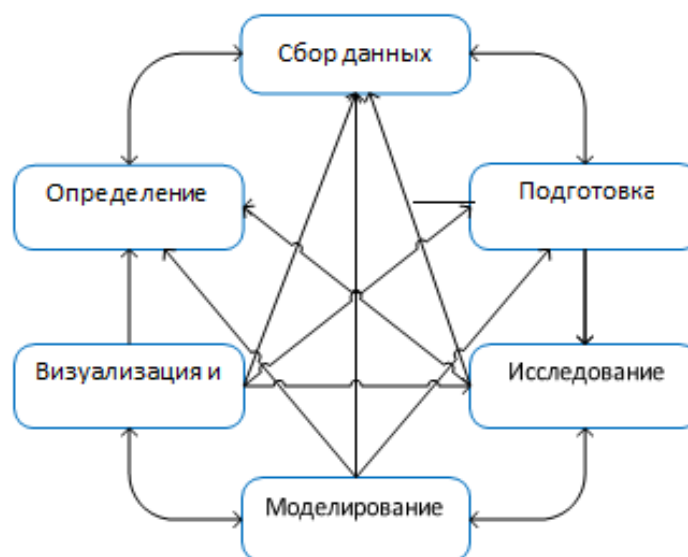 Сбор данных
Определение
Подготовка
Визуализация и
Исследование
Моделирование